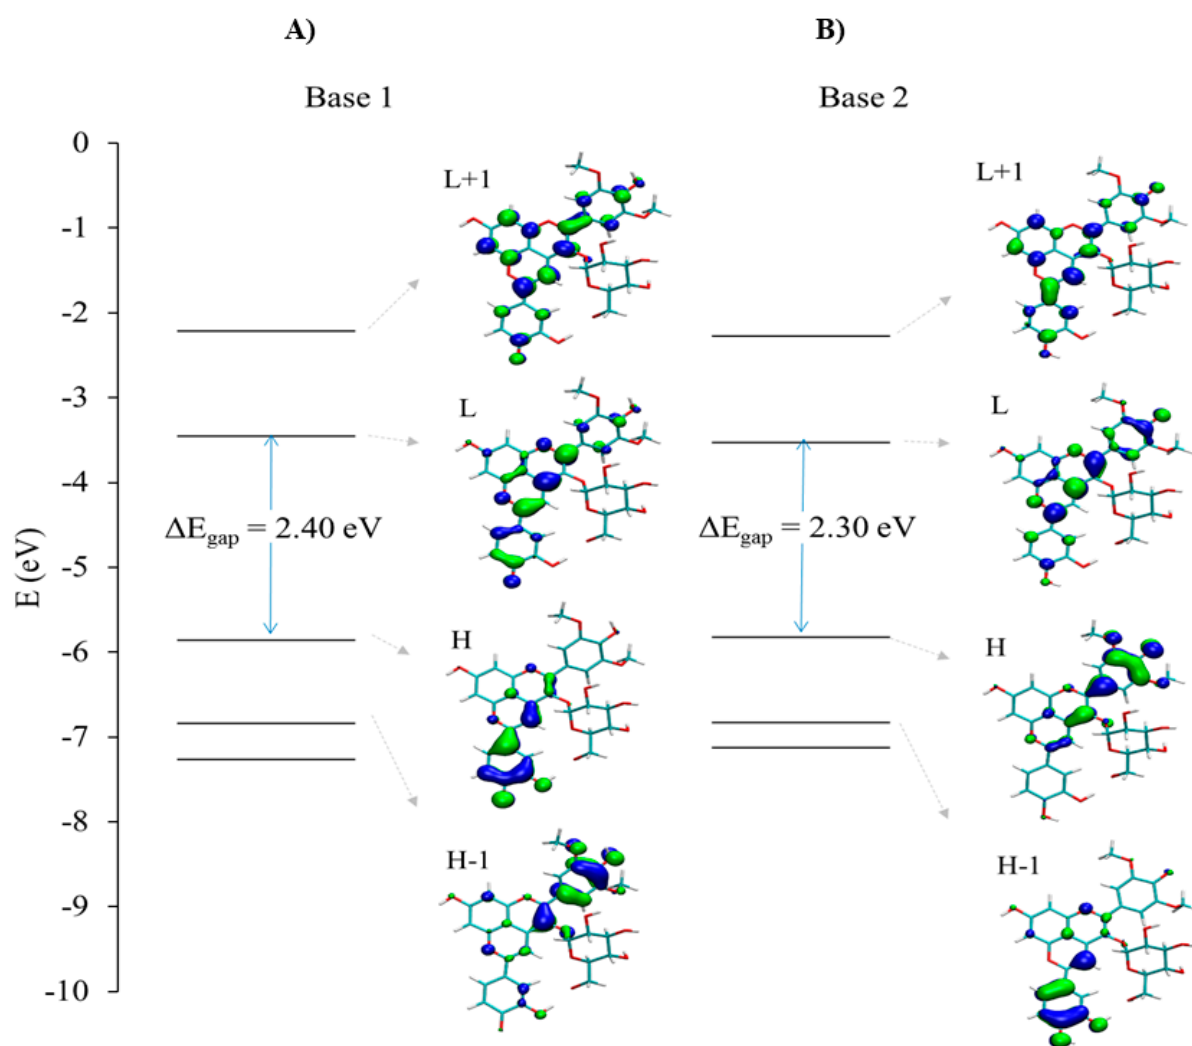 A)
B)
Base 1
Base 2
E (eV)
0
-1
-2
-3
-4
-5
-6
-7
-8
-9
-10
L+1
L
ΔEgap = 2.40 eV
H
H-1
L+1
L
ΔEgap = 2.30 eV
H
H-1